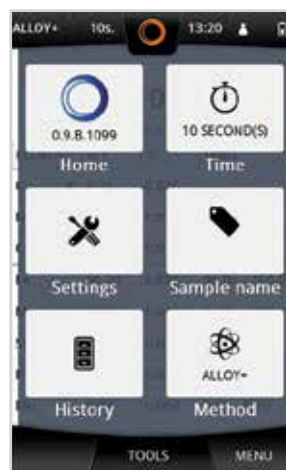 ALLOY+ 10s. 13:20
0.9.B.1099 10 SECOND(S)
Home Time
Settings Sample name
ALLOY+
History Method
TOOLS MENU